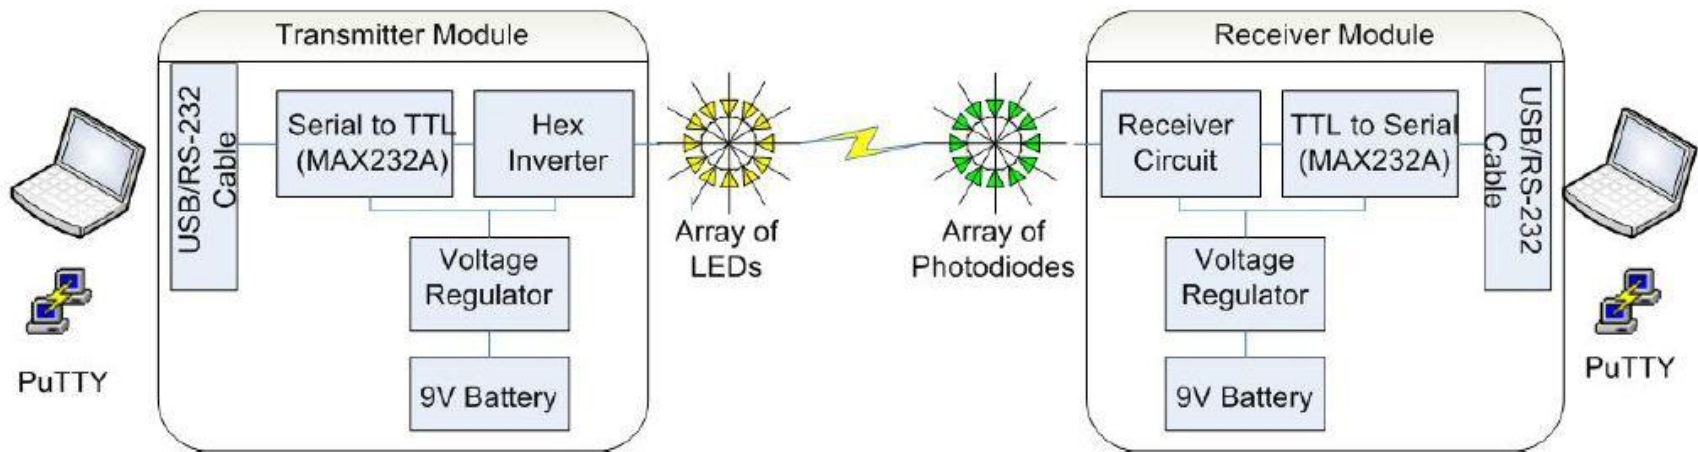 Transmitter Module
USB/RS-232
Cable
Serial to TTL
(MAX232A)
Hex
Inverter
Voltage
Regulator
9V Battery
PuTTY
Array of
LEDs
Array of
Photodiodes
Receiver Module
Receiver
Circuit
TTL to Serial
(MAX232A)
USB/RS-232
Cable
Voltage
Regulator
9V Battery
PuTTY